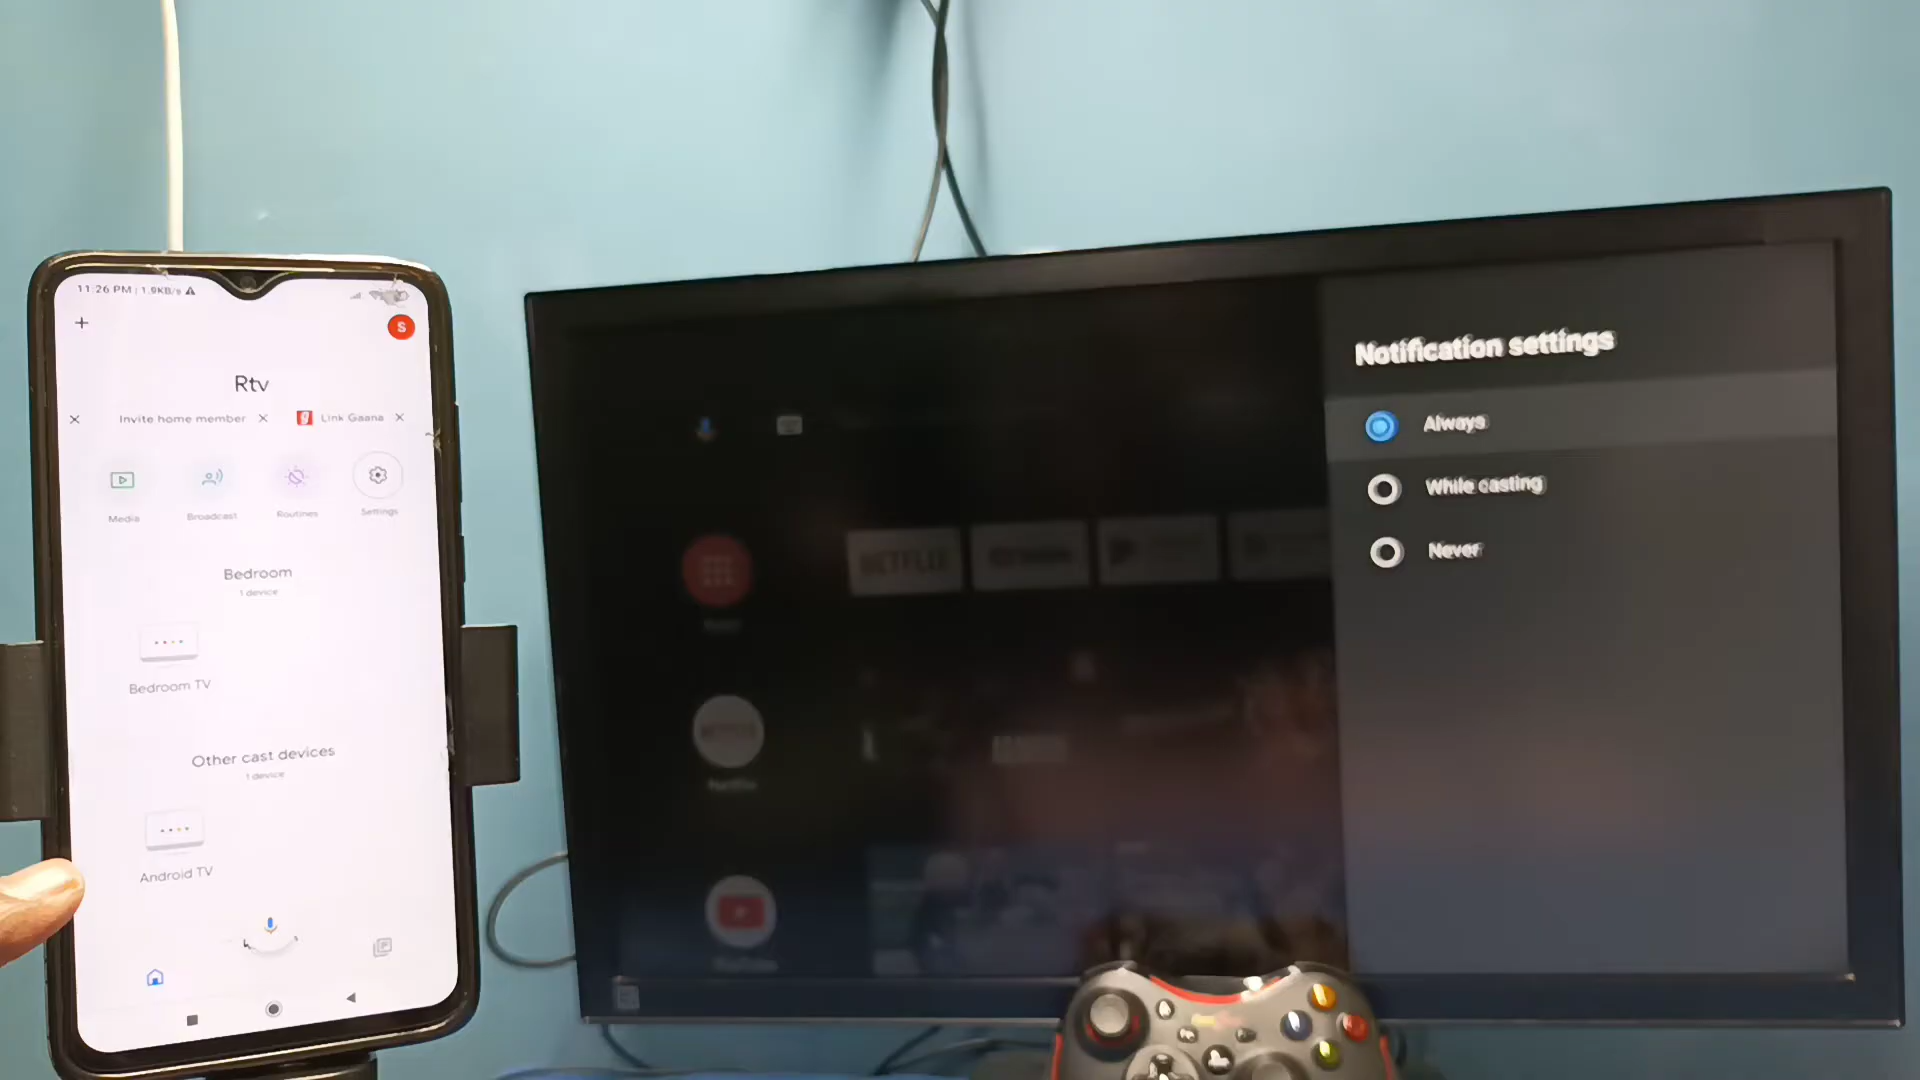 11:26 PM | 1.9KB/s
S
Rtv
Invite home member
Link Gaana
Media
Broadcast
Routines
Settings
Bedroom
1 device
Bedroom TV
Other cast devices
1 device
Android TV
Notification settings
Always
While casting
Never
NETFLIX